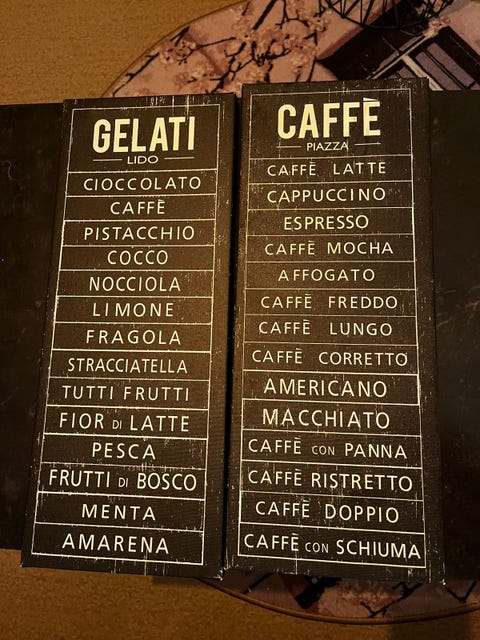 GELATI
LIDO
CIOCCOLATO
CAFFÈ
PISTACCHIO
COCCO
NOCCIOLA
LIMONE
FRAGOLA
STRACCIATELLA
TUTTI FRUTTI
FIOR DI LATTE
PESCA
FRUTTI DI BOSCO
MENTA
AMARENA
CAFFÈ
PIAZZA
CAFFÈ LATTE
CAPPUCCINO
ESPRESSO
CAFFÈ MOCHA
AFFOGATO
CAFFÈ FREDDO
CAFFÈ LUNGO
CAFFÈ CORRETTO
AMERICANO
MACCHIATO
CAFFÈ CON PANNA
CAFFÈ RISTRETTO
CAFFÈ DOPPIO
CAFFÈ CON SCHIUMA